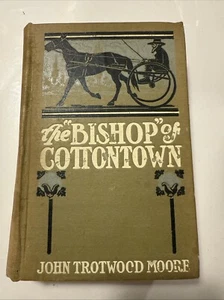 The "BISHOP" of
COTTONTOWN
JOHN TROTWOOD MOORE